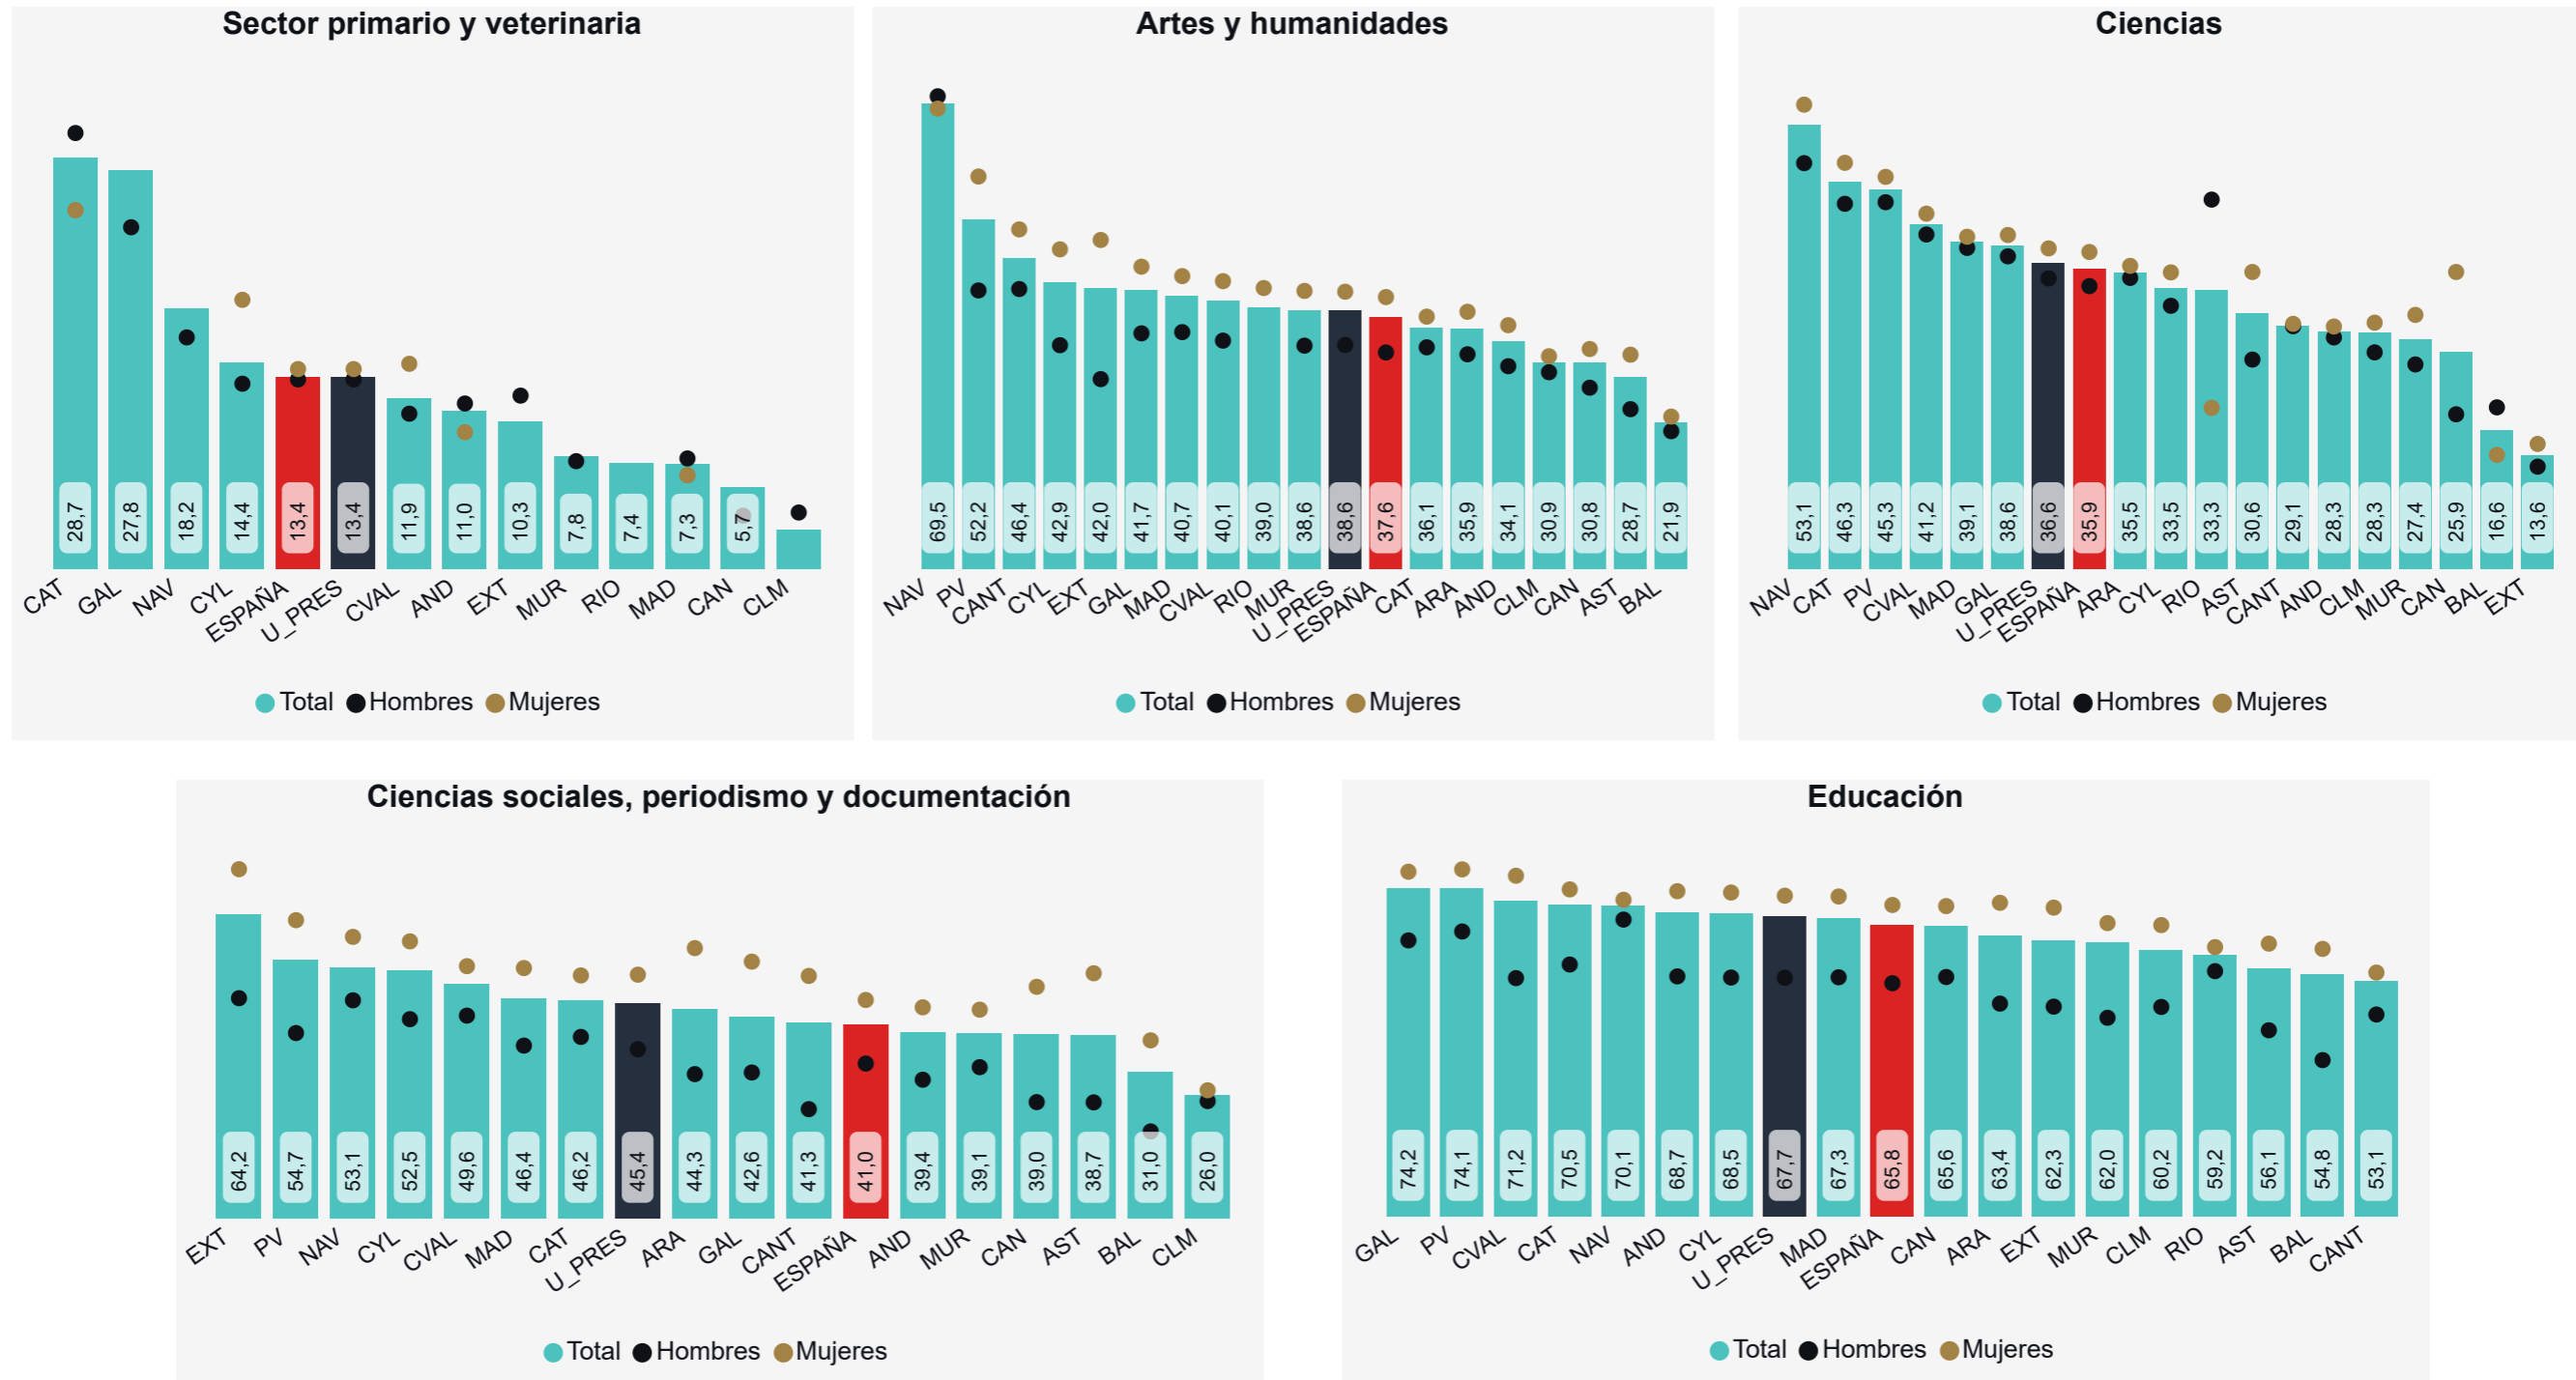 Sector primario y veterinaria
28,7 27,8 18,2 14,4 13,4 13,4 11,9 11,0 10,3 7,8 7,4 7,3 5,7
CAT GAL NAV CYL ESPAÑA U_PRES CVAL AND EXT MUR RIO MAD CAN CLM
Total Hombres Mujeres
Artes y humanidades
69,5 52,2 46,4 42,9 42,0 41,7 40,7 40,1 39,0 38,6 38,6 37,6 36,1 35,9 34,1 30,9 30,8 28,7 21,9
NAV PV CANT CYL EXT GAL MAD CVAL RIO MUR U_PRES ESPAÑA CAT ARA AND CLM CAN AST BAL
Total Hombres Mujeres
Ciencias
53,1 46,3 45,3 41,2 39,1 38,6 36,6 35,9 35,5 33,5 33,3 30,6 29,1 28,3 28,3 27,4 25,9 16,6 13,6
NAV CAT PV CVAL MAD GAL U_PRES ESPAÑA ARA CYL RIO AST CANT AND CLM MUR CAN BAL EXT
Total Hombres Mujeres
Ciencias sociales, periodismo y documentación
64,2 54,7 53,1 52,5 49,6 46,4 46,2 45,4 44,3 42,6 41,3 41,0 39,4 39,1 39,0 38,7 31,0 26,0
EXT PV NAV CYL CVAL MAD CAT U_PRES ARA GAL CANT ESPAÑA AND MUR CAN AST BAL CLM
Total Hombres Mujeres
Educación
74,2 74,1 71,2 70,5 70,1 68,7 68,5 67,7 67,3 65,8 65,6 63,4 62,3 62,0 60,2 59,2 56,1 54,8 53,1
GAL PV CVAL CAT NAV AND CYL U_PRES MAD ESPAÑA CAN ARA EXT MUR CLM RIO AST BAL CANT
Total Hombres Mujeres